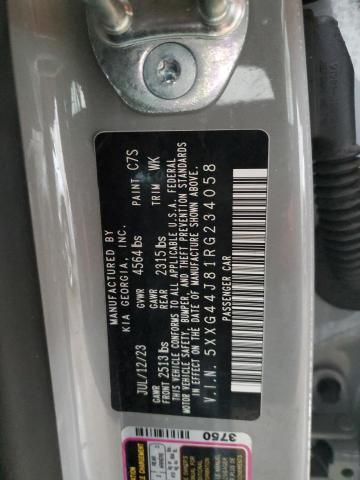 MANUFACTURED BY
KIA GEORGIA, INC.
JUL/12/23 GVWR 4564 lbs PAINT C7S
GAWR FRONT 2513 lbs GAWR REAR 2315 lbs TRIM WK
THIS VEHICLE CONFORMS TO ALL APPLICABLE U.S.A. FEDERAL
MOTOR VEHICLE SAFETY, BUMPER, AND THEFT PREVENTION STANDARDS
IN EFFECT ON THE DATE OF MANUFACTURE SHOWN ABOVE.
V.I.N. 5XXG44J81RG234058
PASSENGER CAR
3750